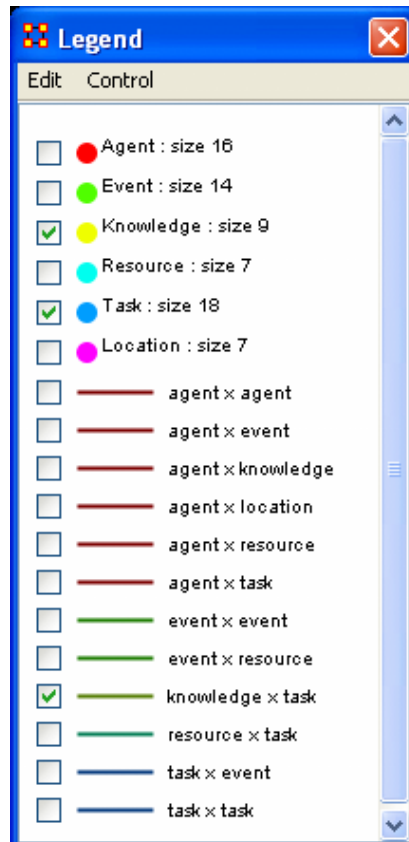 Legend
Edit Control
Agent : size 16
Event : size 14
Knowledge : size 9
Resource : size 7
Task : size 18
Location : size 7
agent x agent
agent x event
agent x knowledge
agent x location
agent x resource
agent x task
event x event
event x resource
knowledge x task
resource x task
task x event
task x task